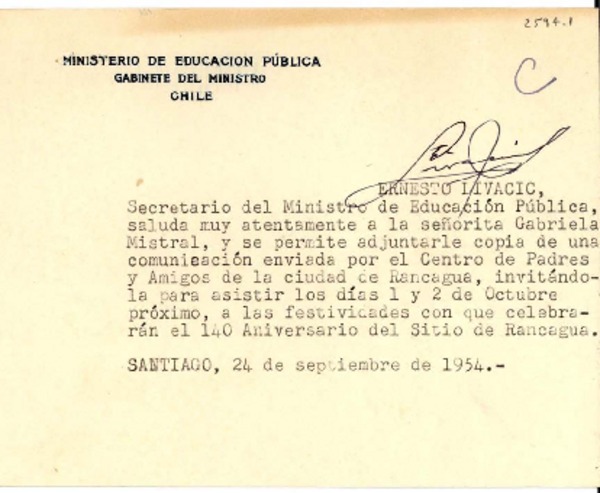 2594.1
MINISTERIO DE EDUCACION PÚBLICA
GABINETE DEL MINISTRO
CHILE
C
ERNESTO LIVACIC,
Secretario del Ministro de Educación Pública,
saluda muy atentamente a la señorita Gabriela
Mistral, y se permite adjuntarle copia de una
comunicación enviada por el Centro de Padres
y Amigos de la ciudad de Rancagua, invitándo-
la para asistir los días 1 y 2 de Octubre
próximo, a las festividades con que celebra-
rán el 140 Aniversario del Sitio de Rancagua.
SANTIAGO, 24 de septiembre de 1954.-